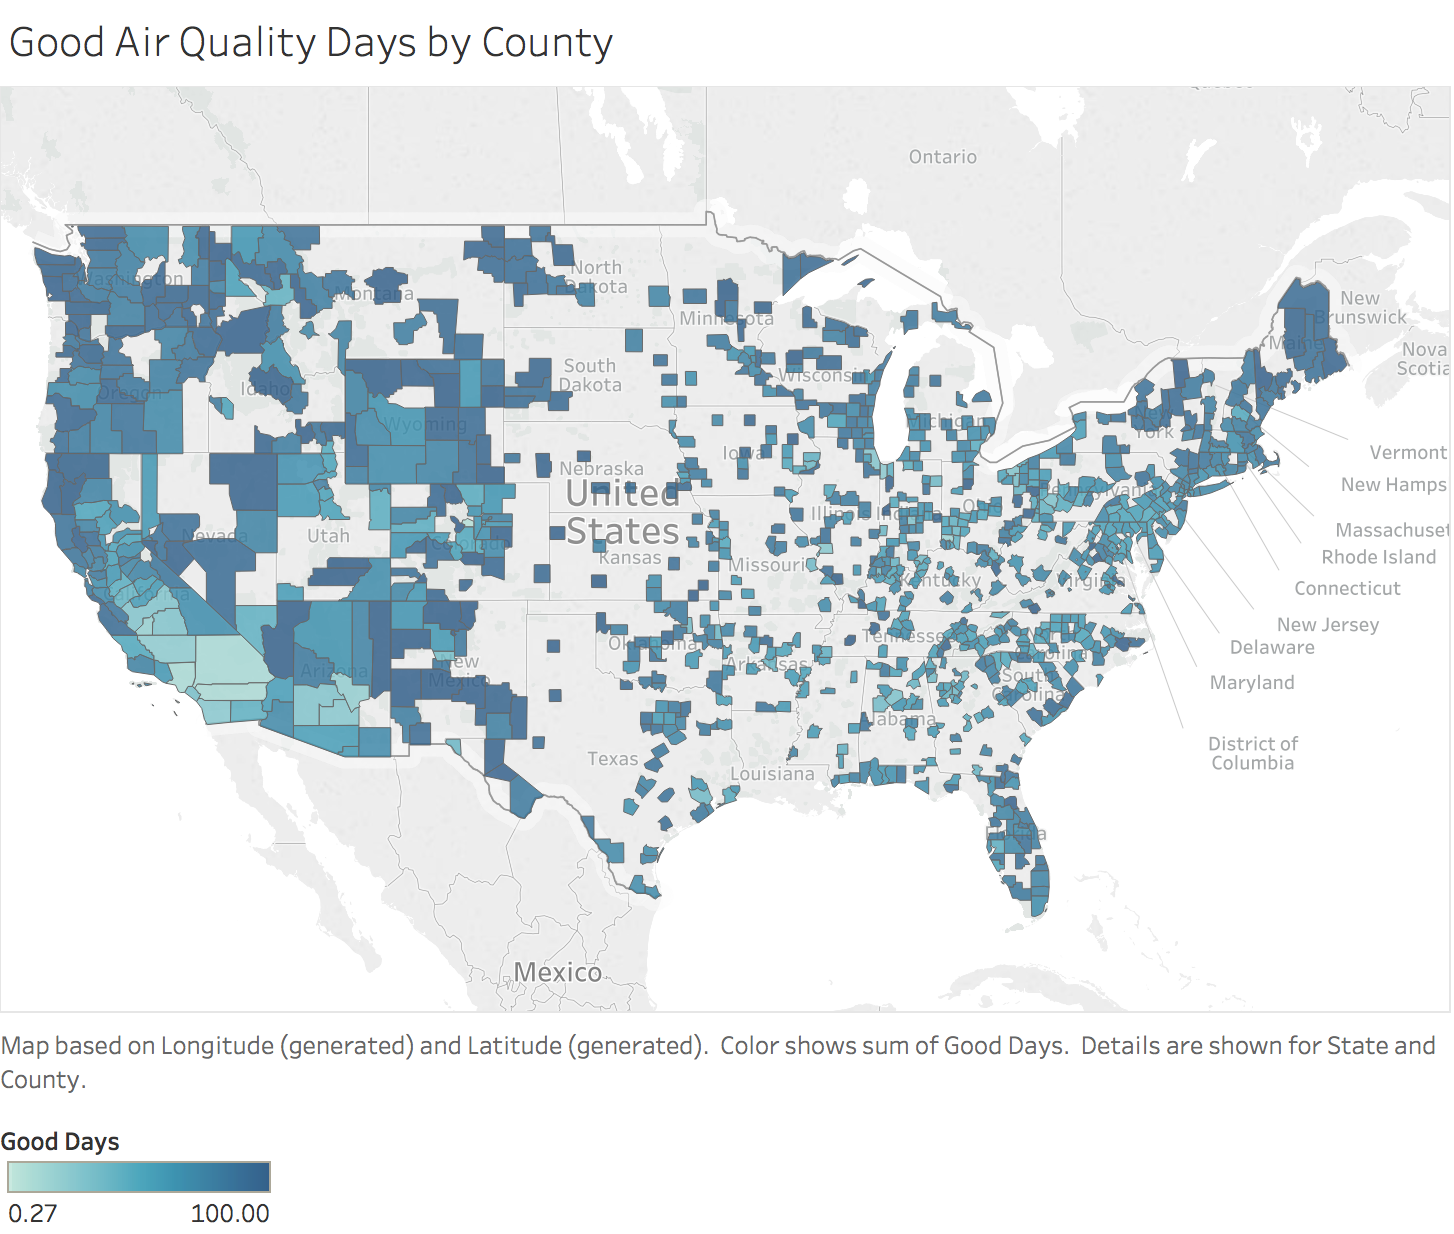 Good Air Quality Days by County
Ontario
Washington
Montana
North
Dakota
Minnesota
New
Brunswick
Maine
Nova
Scotia
South
Dakota
Wisconsin
Oregon
Idaho
Wyoming
Michigan
New
York
Vermont
Iowa
Nebraska
New Hamps
United
States
Pennsylvania
Illinois
Indiana
Ohio
Nevada
Utah
Colorado
Kansas
Massachuset
Rhode Island
Missouri
Kentucky
Virginia
Connecticut
California
New Jersey
Delaware
Oklahoma
Tennessee
North
Carolina
Arizona
New
Mexico
Arkansas
South
Carolina
Maryland
Alabama
District of
Columbia
Texas
Louisiana
Florida
Mexico
Map based on Longitude (generated) and Latitude (generated).  Color shows sum of Good Days.  Details are shown for State and
County.
Good Days
0.27
100.00